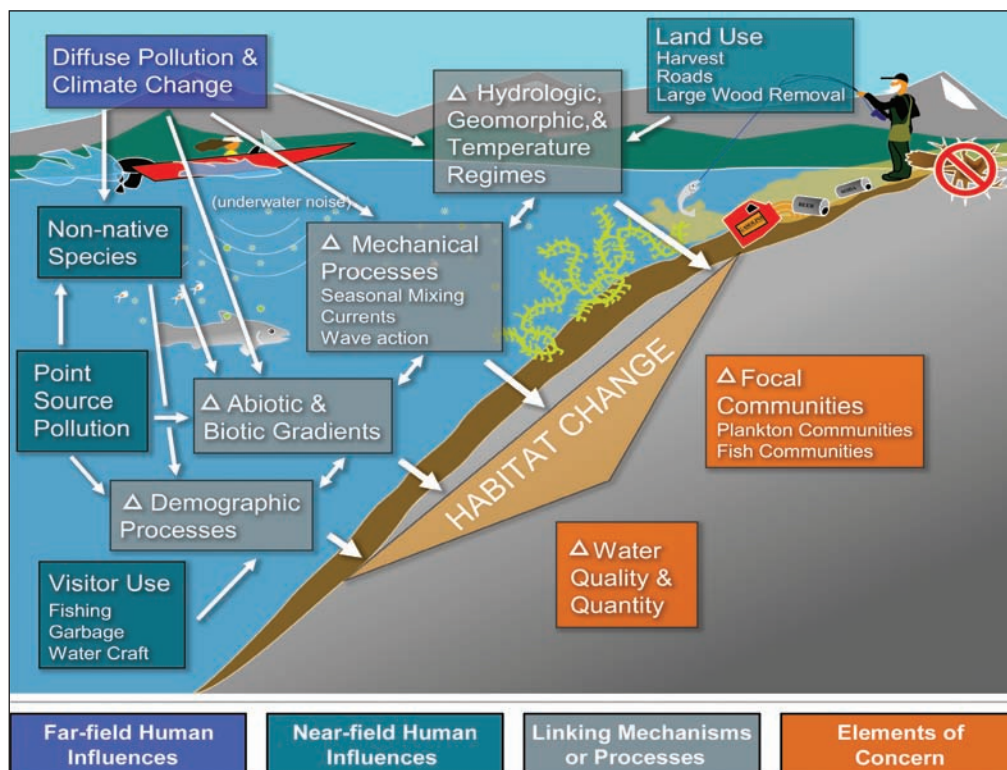 Diffuse Pollution &
Climate Change
Land Use
Harvest
Roads
Large Wood Removal
△ Hydrologic,
Geomorphic,&
Temperature
Regimes
(underwater noise)
Non-native
Species
△ Mechanical
Processes
Seasonal Mixing
Currents
Wave action
Point
Source
Pollution
△ Abiotic &
Biotic Gradients
HABITAT CHANGE
△ Focal
Communities
Plankton Communities
Fish Communities
△ Demographic
Processes
△ Water
Quality &
Quantity
Visitor Use
Fishing
Garbage
Water Craft
Far-field Human
Influences
Near-field Human
Influences
Linking Mechanisms
or Processes
Elements of
Concern